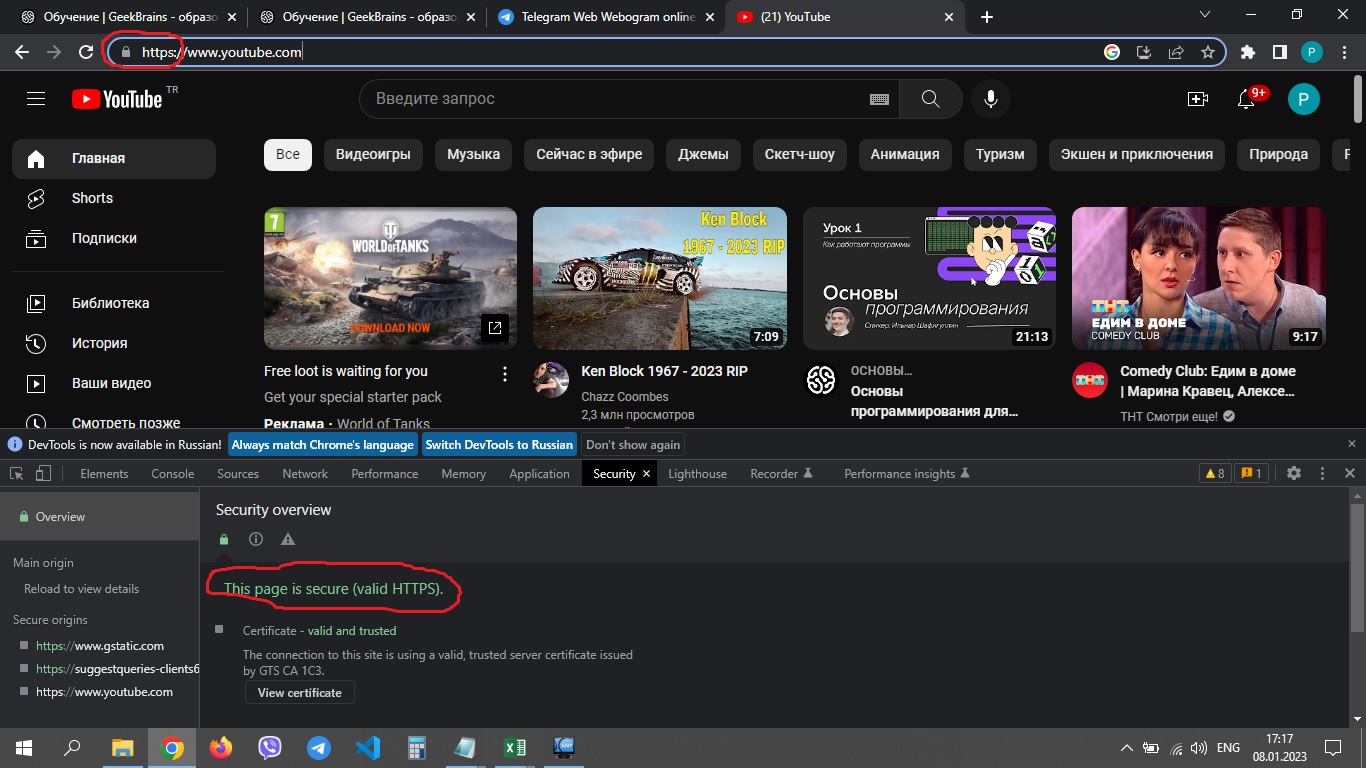 Обучение | GeekBrains - образо
Обучение | GeekBrains - образо
Telegram Web Webogram online
(21) YouTube
https://www.youtube.com
P
YouTube TR
Введите запрос
9+
P
Главная
Shorts
Подписки
Библиотека
История
Ваши видео
Смотреть позже
Все
Видеоигры
Музыка
Сейчас в эфире
Джемы
Скетч-шоу
Анимация
Туризм
Экшен и приключения
Природа
7
WORLD OF TANKS
DOWNLOAD NOW
Free loot is waiting for you
Get your special starter pack
Реклама · World of Tanks
Ken Block
1967 - 2023 RIP
7:09
Ken Block 1967 - 2023 RIP
Chazz Coombes
2,3 млн просмотров
Урок 1
Как работают программы
Основы
программирования
Спикер: Ильнар Шафигуллин
21:13
ОСНОВЫ...
Основы
программирования для...
ТНТ
ЕДИМ В ДОМЕ
COMEDY CLUB
9:17
ТНТ
Comedy Club: Едим в доме
| Марина Кравец, Алексе...
ТНТ Смотри еще!
DevTools is now available in Russian!
Always match Chrome's language
Switch DevTools to Russian
Don't show again
Elements
Console
Sources
Network
Performance
Memory
Application
Security
Lighthouse
Recorder
Performance insights
8
1
Overview
Main origin
Reload to view details
Secure origins
https://www.gstatic.com
https://suggestqueries-clients6
https://www.youtube.com
Security overview
This page is secure (valid HTTPS).
Certificate - valid and trusted
The connection to this site is using a valid, trusted server certificate issued
by GTS CA 1C3.
View certificate
ENG
17:17
08.01.2023